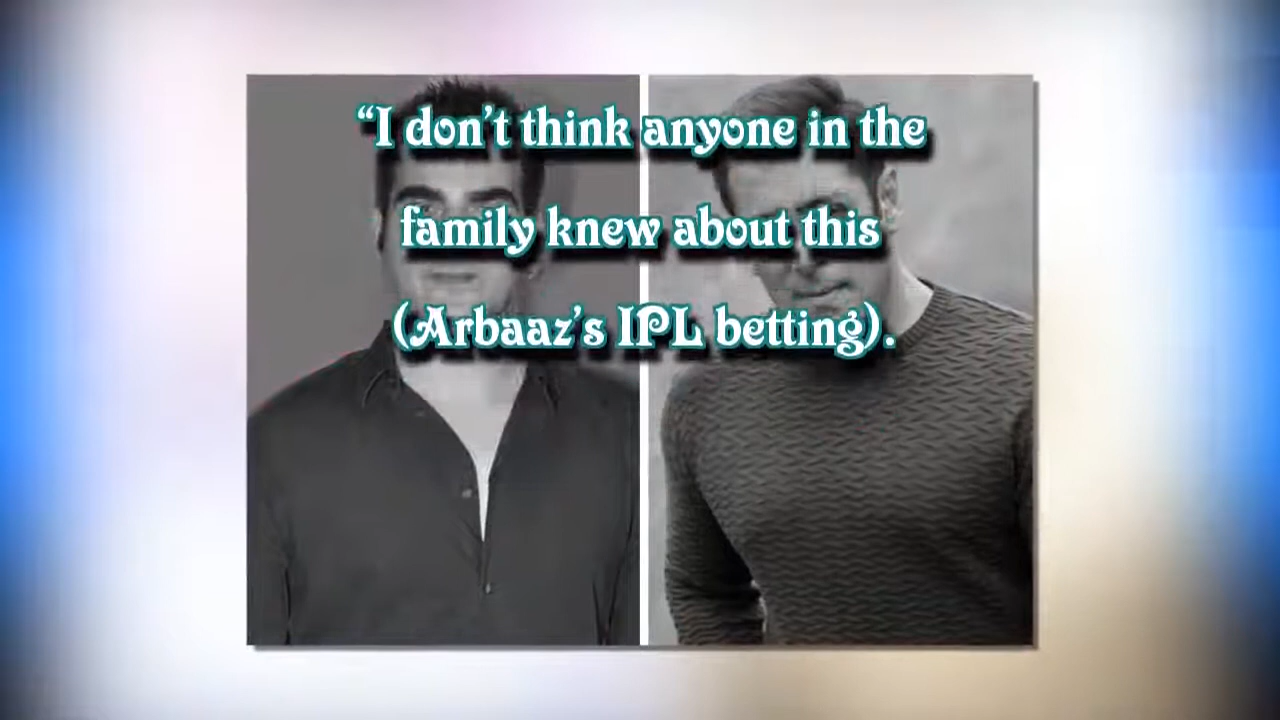 “I don’t think anyone in the
family knew about this
(Arbaaz’s IPL betting).